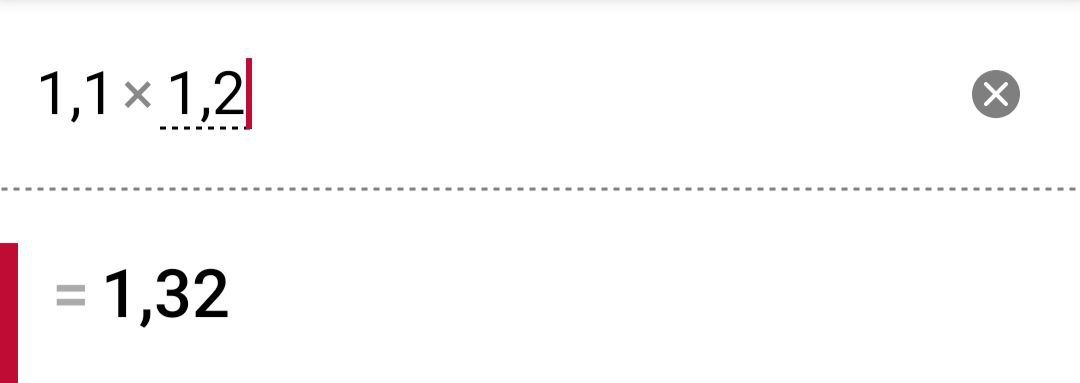 1,1 × 1,2
= 1,32